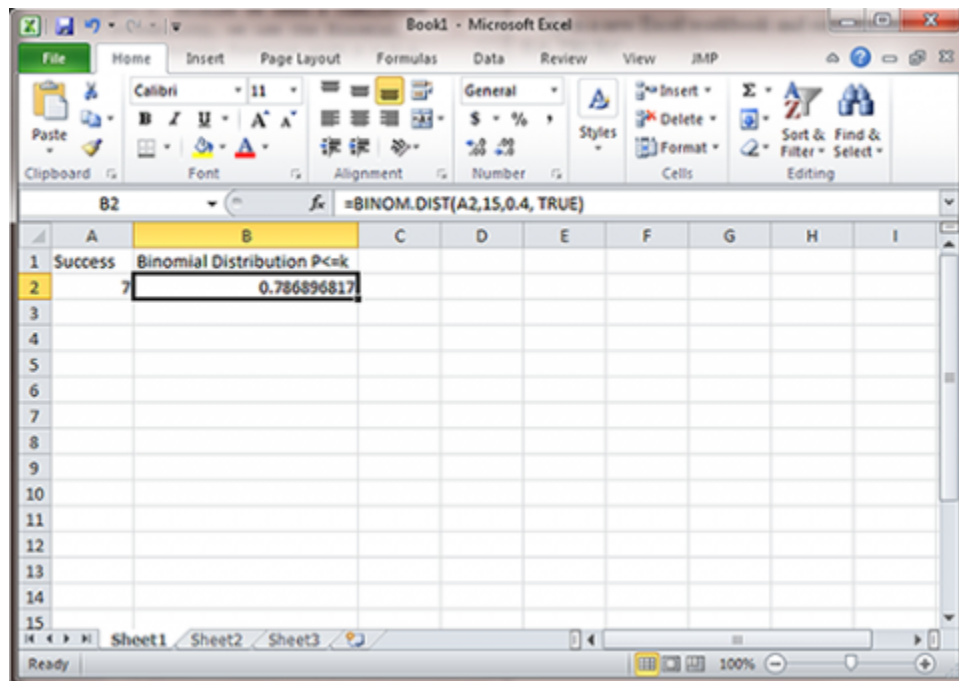 Book1 - Microsoft Excel
File Home Insert Page Layout Formulas Data Review View JMP
Paste
Clipboard
Calibri 11
B I U A A
Font
Alignment
General
$ % ,
Number
Styles
Insert
Delete
Format
Cells
Σ
Sort & Filter
Find & Select
Editing
B2 fx =BINOM.DIST(A2,15,0.4, TRUE)
A B C D E F G H I
1 Success Binomial Distribution P<=k
2 7 0.786896817
3
4
5
6
7
8
9
10
11
12
13
14
15
Sheet1 Sheet2 Sheet3
Ready 100%